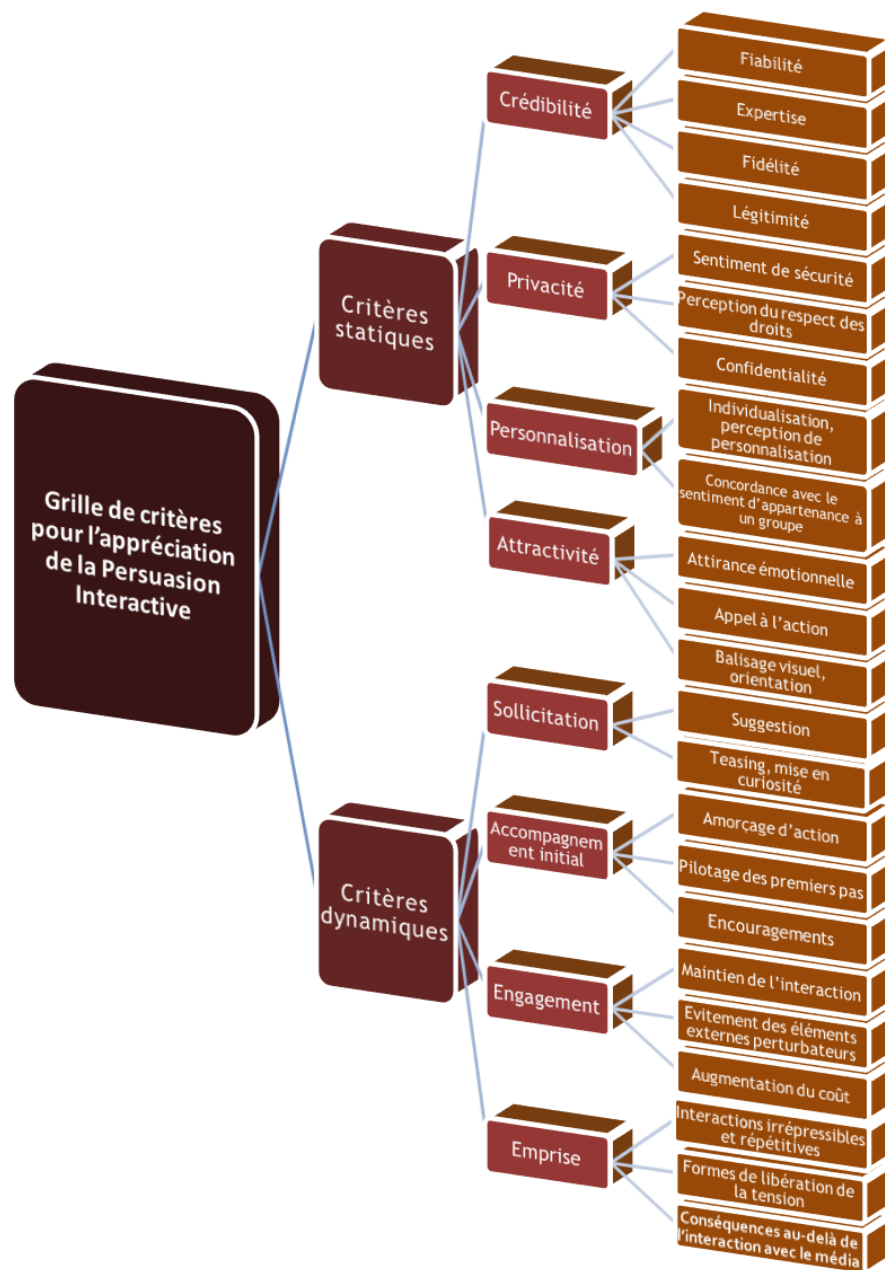 Grille de critères
pour l'appréciation
de la Persuasion
Interactive
Critères
statiques
Crédibilité
Fiabilité
Expertise
Fidélité
Légitimité
Privacité
Sentiment de sécurité
Perception du respect des
droits
Confidentialité
Personnalisation
Individualisation,
perception de
personnalisation
Concordance avec le
sentiment d'appartenance à
un groupe
Attractivité
Attirance émotionnelle
Appel à l'action
Balisage visuel,
orientation
Critères
dynamiques
Sollicitation
Suggestion
Teasing, mise en
curiosité
Accompagnem
ent initial
Amorçage d'action
Pilotage des premiers pas
Encouragements
Engagement
Maintien de l'interaction
Evitement des éléments
externes perturbateurs
Augmentation du coût
Emprise
Interactions irrépressibles
et répétitives
Formes de libération de
la tension
Conséquences au-delà de
l'interaction avec le média